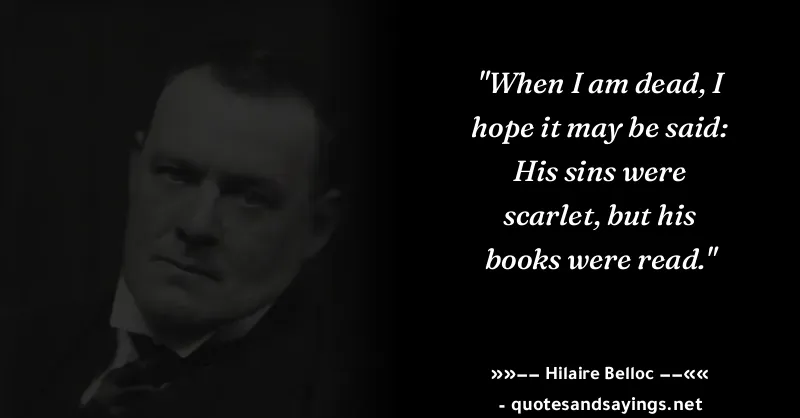 "When I am dead, I
hope it may be said:
His sins were
scarlet, but his
books were read."
»»–– Hilaire Belloc ––««
- quotesandsayings.net